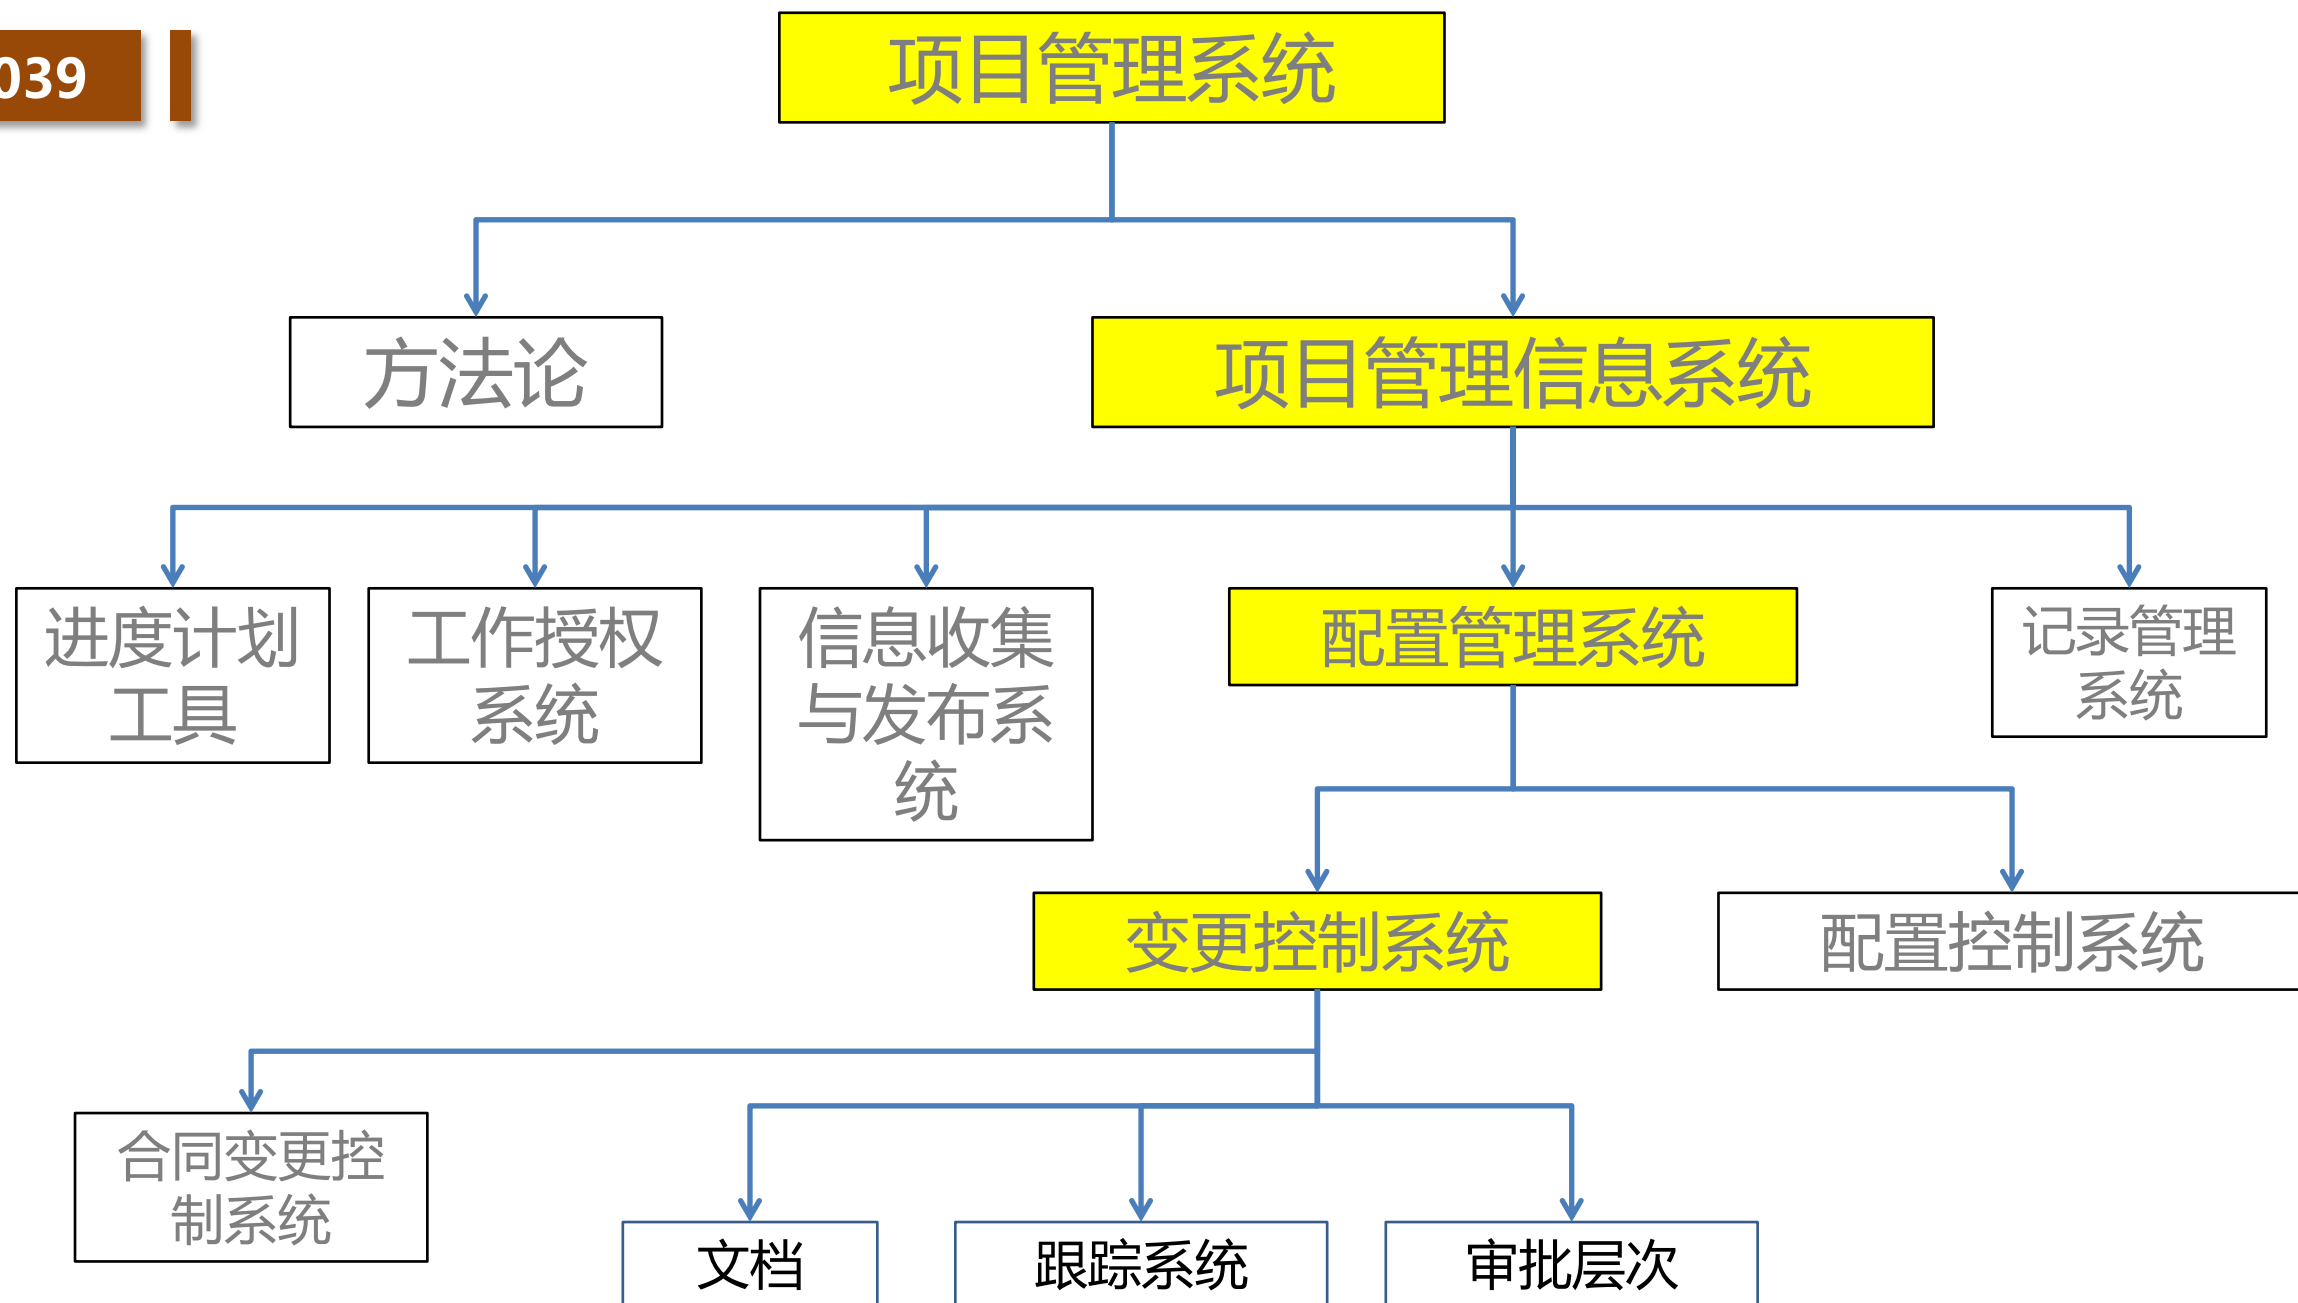 039
项目管理系统
方法论
项目管理信息系统
进度计划
工具
工作授权
系统
信息收集
与发布系
统
配置管理系统
记录管理
系统
变更控制系统
配置控制系统
合同变更控
制系统
文档
跟踪系统
审批层次